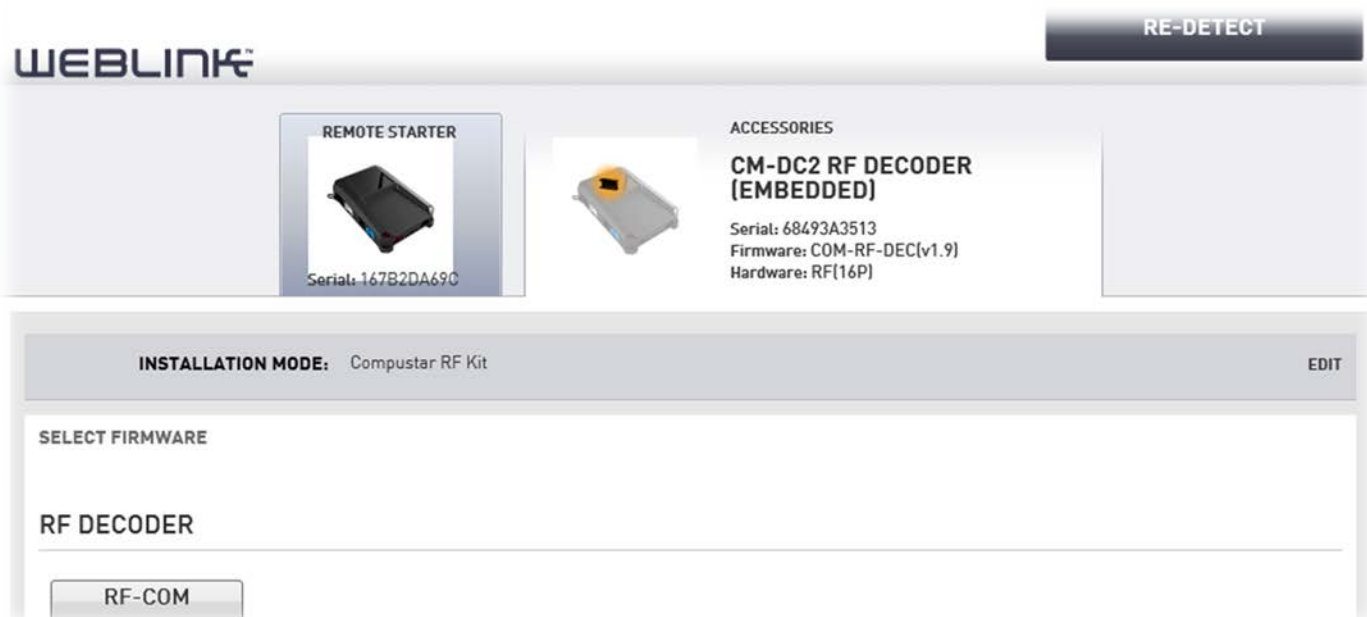 RE-DETECT
WEBLINK™
REMOTE STARTER
Serial: 167B2DA69C
ACCESSORIES
CM-DC2 RF DECODER
(EMBEDDED)
Serial: 68493A3513
Firmware: COM-RF-DEC(v1.9)
Hardware: RF(16P)
INSTALLATION MODE: Compustar RF Kit
EDIT
SELECT FIRMWARE
RF DECODER
RF-COM